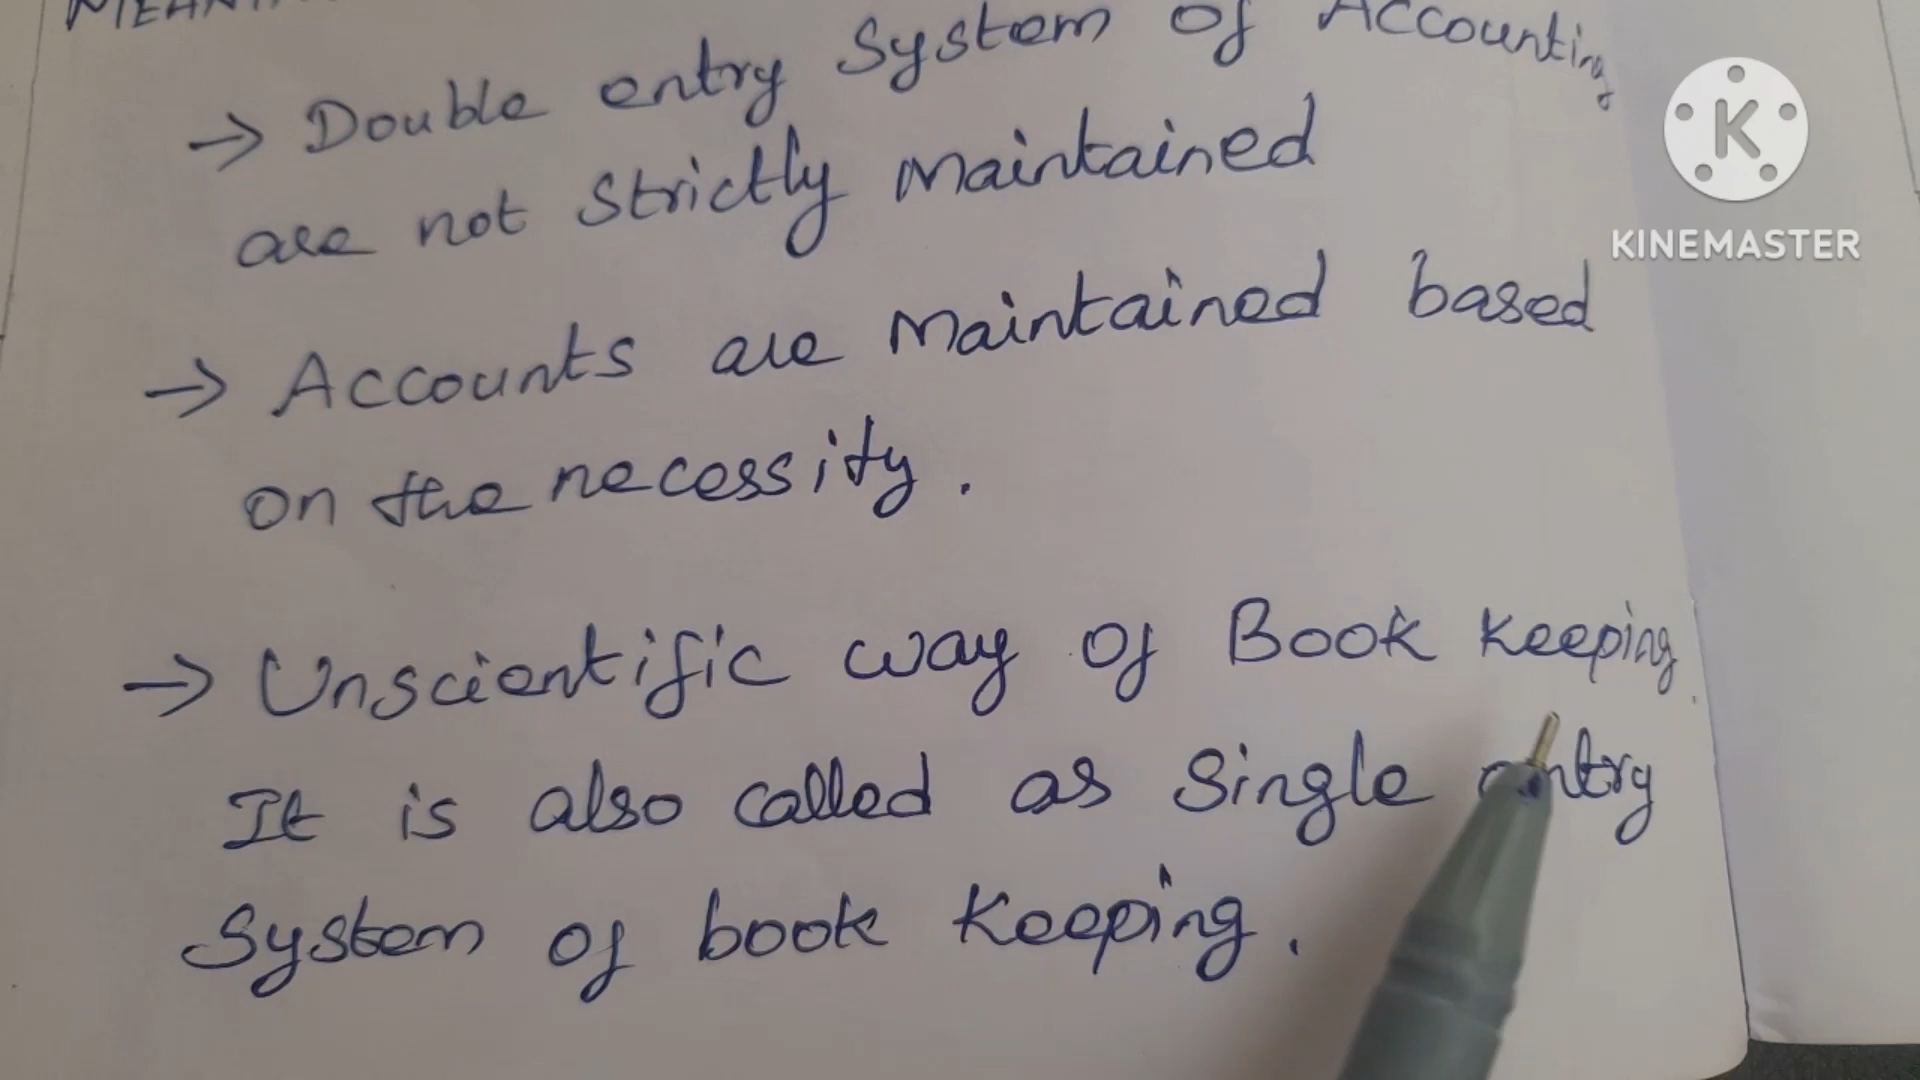 → Double entry System of Accounting
are not Strictly Maintained
→ Accounts are Maintained based
on the necessity.
→ Unscientific way of Book Keeping.
It is also called as Single entry
System of book Keeping.
KINEMASTER